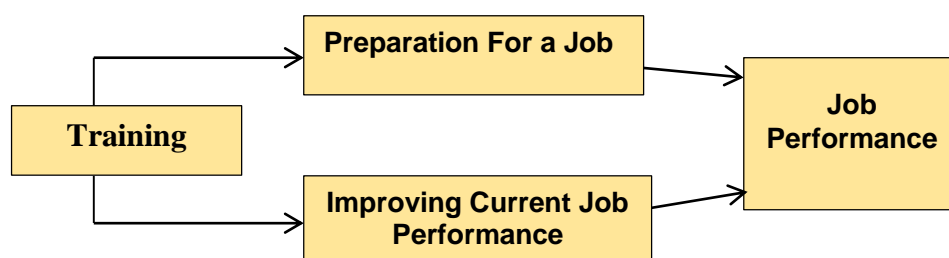 Preparation For a Job
Training
Job
Performance
Improving Current Job
Performance